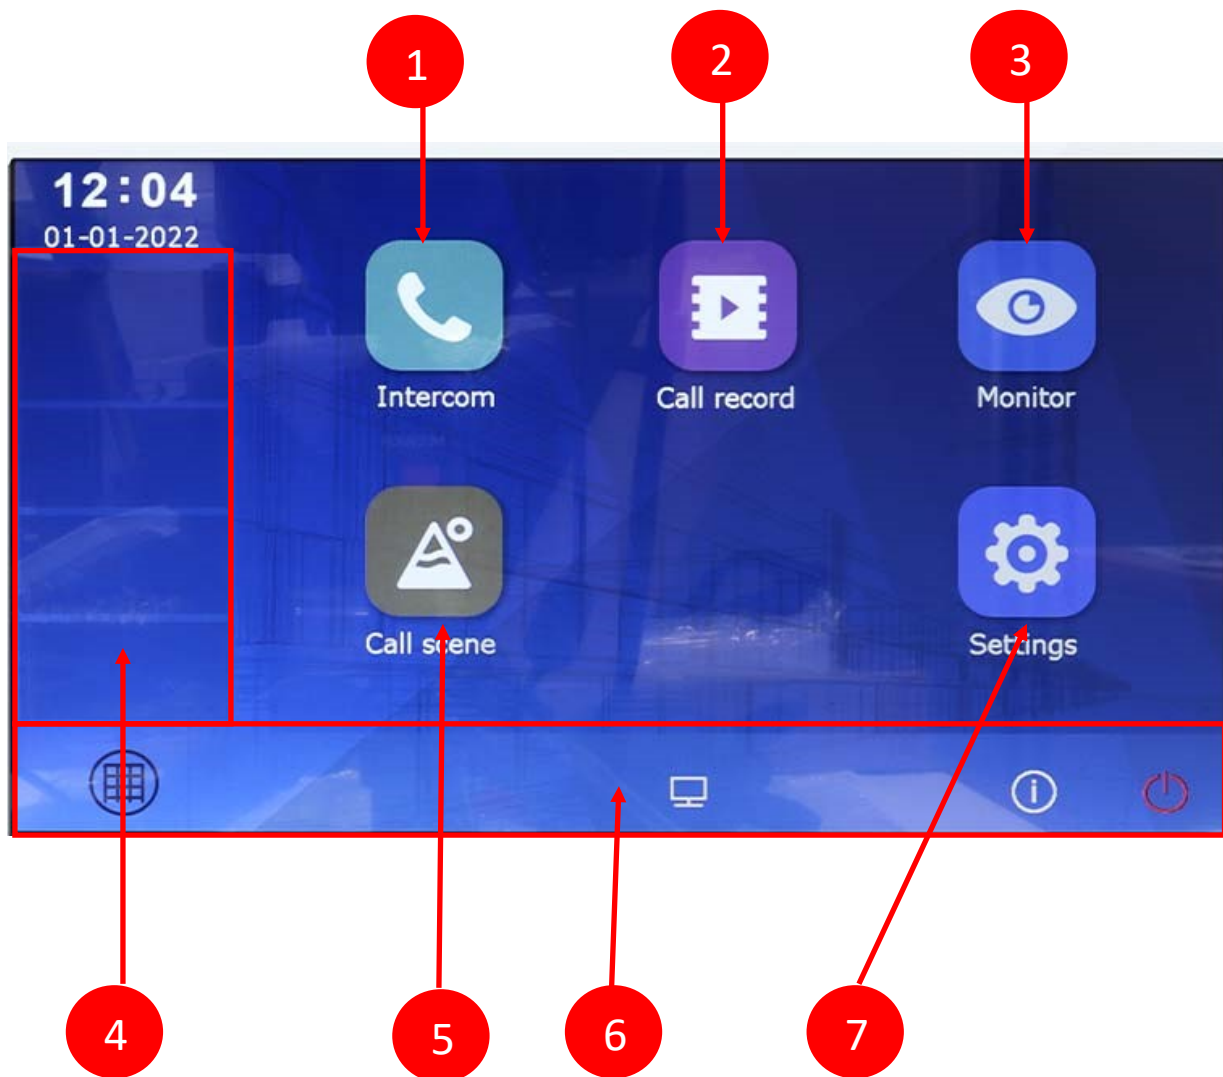 1
2
3
12:04
01-01-2022
Intercom
Call record
Monitor
Call scene
Settings
4
5
6
7